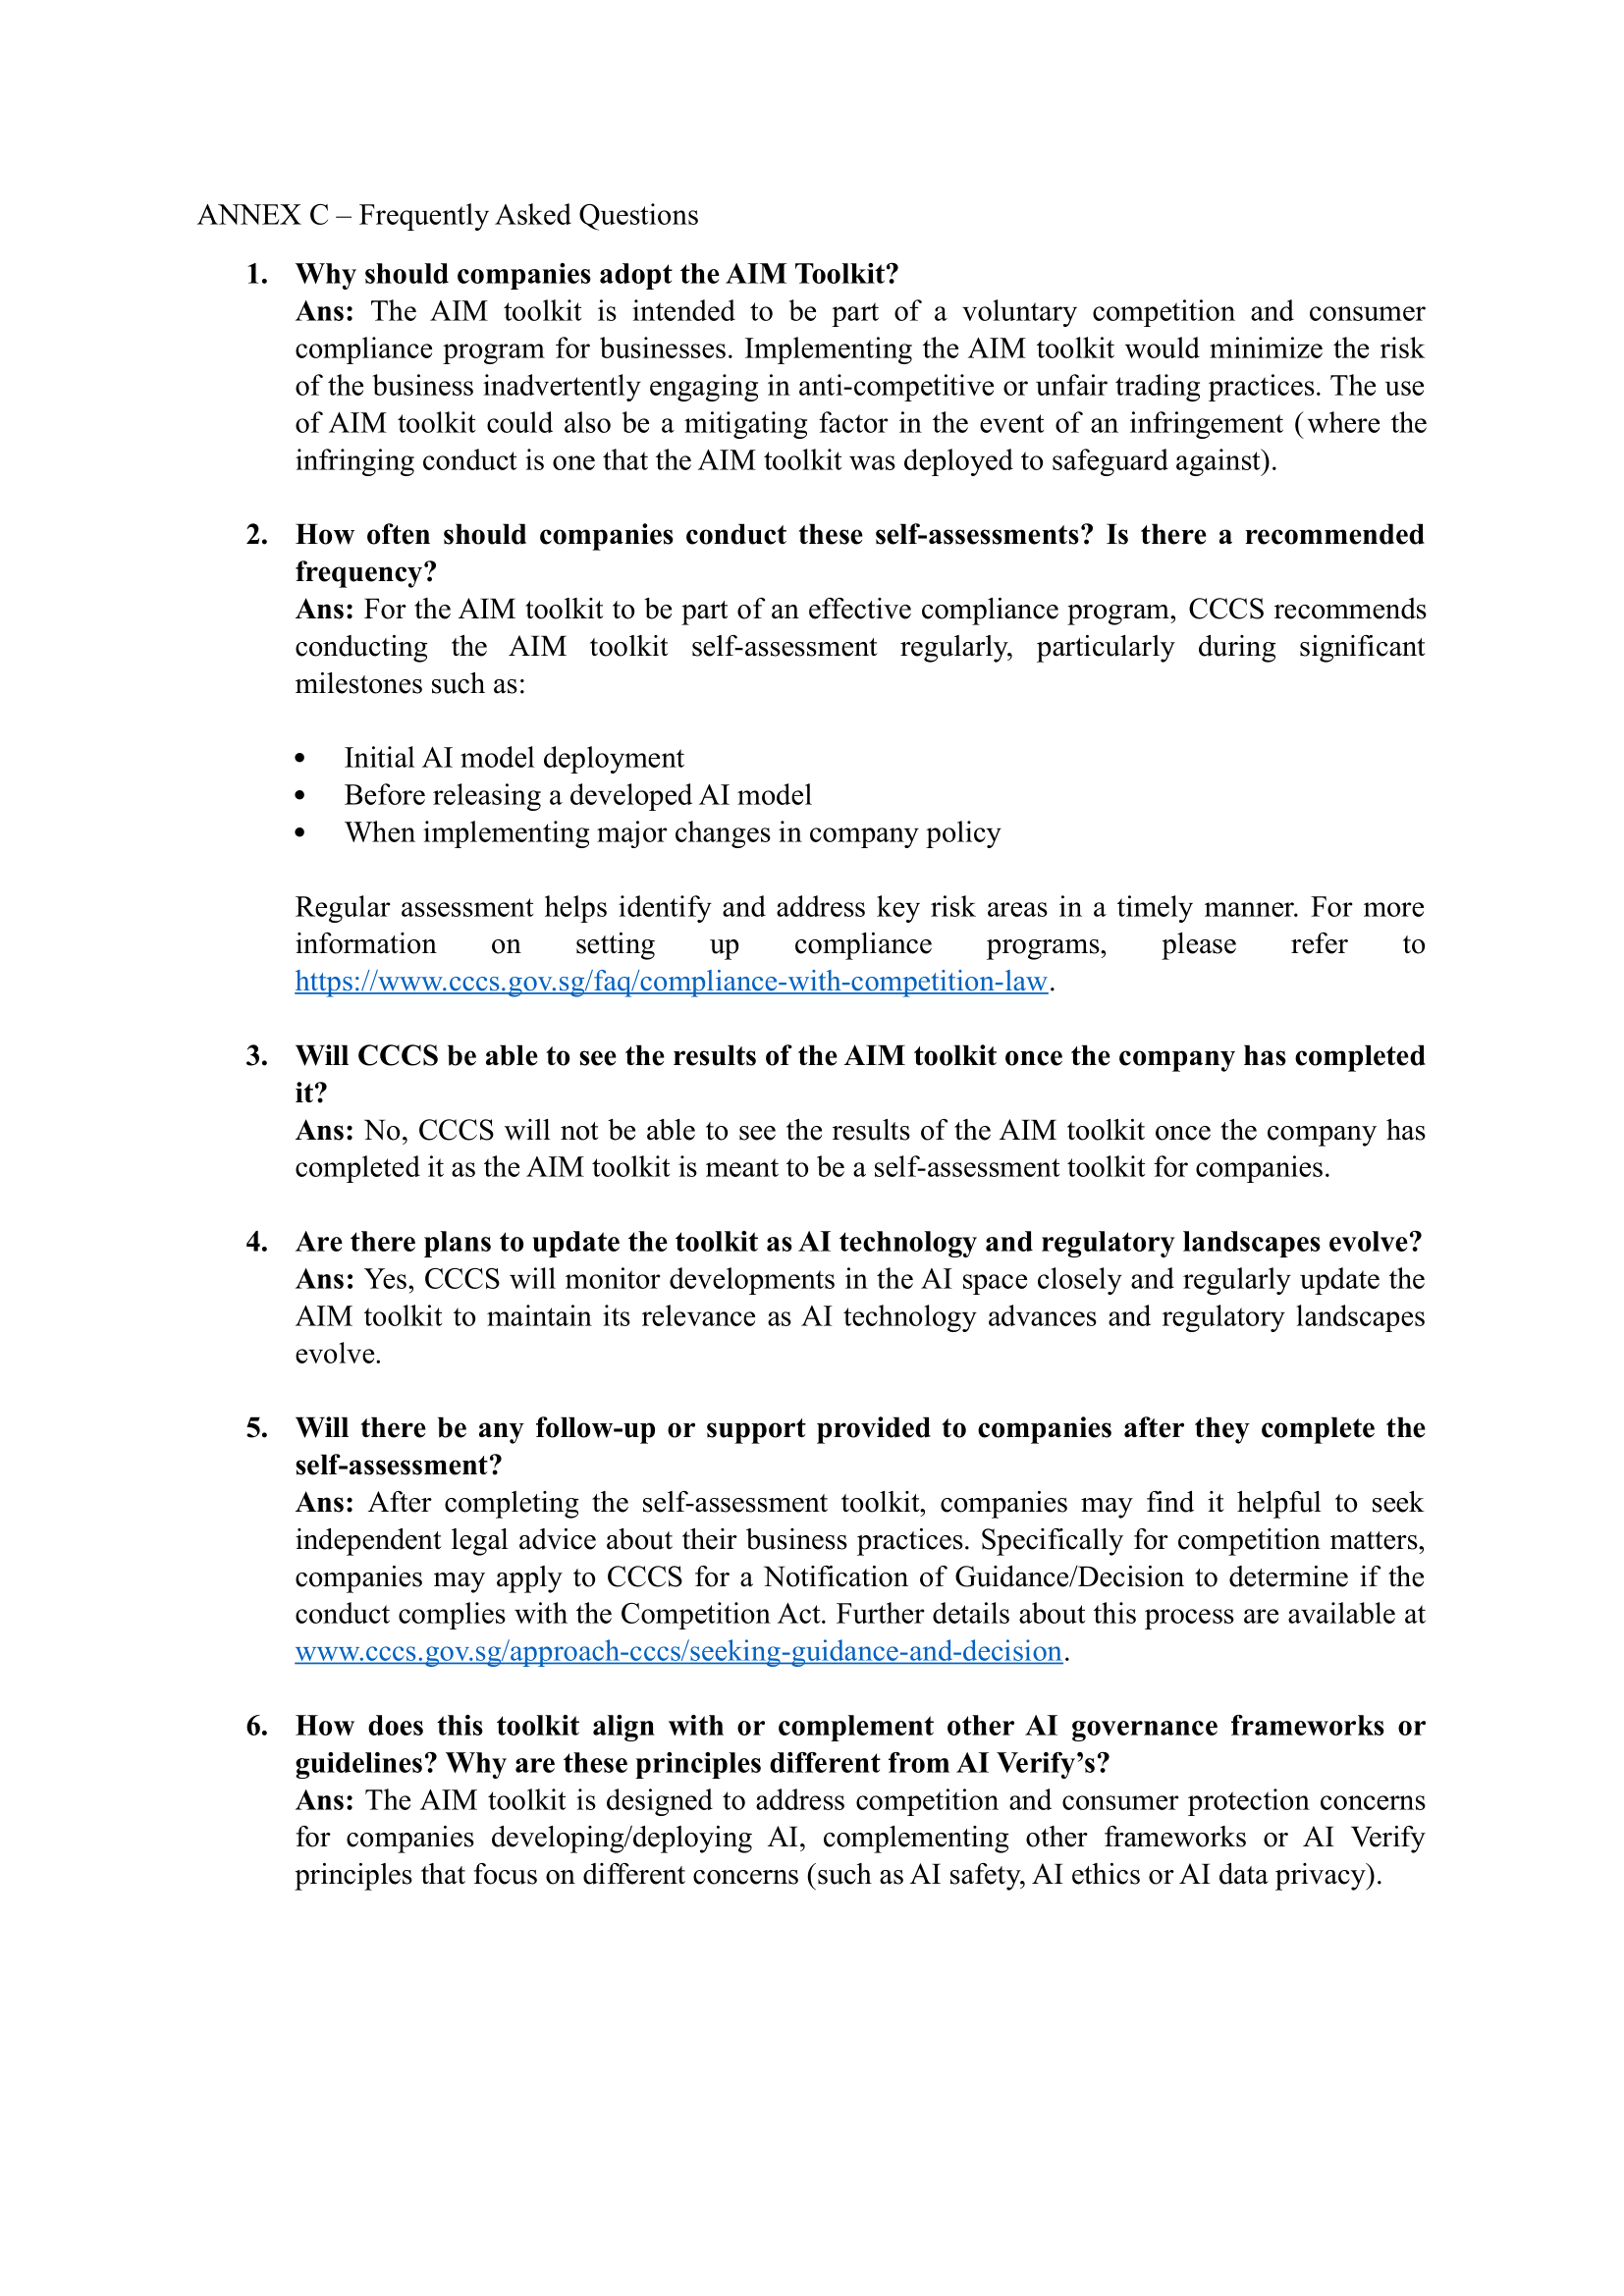 ANNEX C – Frequently Asked Questions
1. Why should companies adopt the AIM Toolkit?
Ans: The AIM toolkit is intended to be part of a voluntary competition and consumer
compliance program for businesses. Implementing the AIM toolkit would minimize the risk
of the business inadvertently engaging in anti-competitive or unfair trading practices. The use
of AIM toolkit could also be a mitigating factor in the event of an infringement (where the
infringing conduct is one that the AIM toolkit was deployed to safeguard against).
2. How often should companies conduct these self-assessments? Is there a recommended
frequency?
Ans: For the AIM toolkit to be part of an effective compliance program, CCCS recommends
conducting the AIM toolkit self-assessment regularly, particularly during significant
milestones such as:
• Initial AI model deployment
• Before releasing a developed AI model
• When implementing major changes in company policy
Regular assessment helps identify and address key risk areas in a timely manner. For more
information on setting up compliance programs, please refer to
https://www.cccs.gov.sg/faq/compliance-with-competition-law.
3. Will CCCS be able to see the results of the AIM toolkit once the company has completed
it?
Ans: No, CCCS will not be able to see the results of the AIM toolkit once the company has
completed it as the AIM toolkit is meant to be a self-assessment toolkit for companies.
4. Are there plans to update the toolkit as AI technology and regulatory landscapes evolve?
Ans: Yes, CCCS will monitor developments in the AI space closely and regularly update the
AIM toolkit to maintain its relevance as AI technology advances and regulatory landscapes
evolve.
5. Will there be any follow-up or support provided to companies after they complete the
self-assessment?
Ans: After completing the self-assessment toolkit, companies may find it helpful to seek
independent legal advice about their business practices. Specifically for competition matters,
companies may apply to CCCS for a Notification of Guidance/Decision to determine if the
conduct complies with the Competition Act. Further details about this process are available at
www.cccs.gov.sg/approach-cccs/seeking-guidance-and-decision.
6. How does this toolkit align with or complement other AI governance frameworks or
guidelines? Why are these principles different from AI Verify’s?
Ans: The AIM toolkit is designed to address competition and consumer protection concerns
for companies developing/deploying AI, complementing other frameworks or AI Verify
principles that focus on different concerns (such as AI safety, AI ethics or AI data privacy).